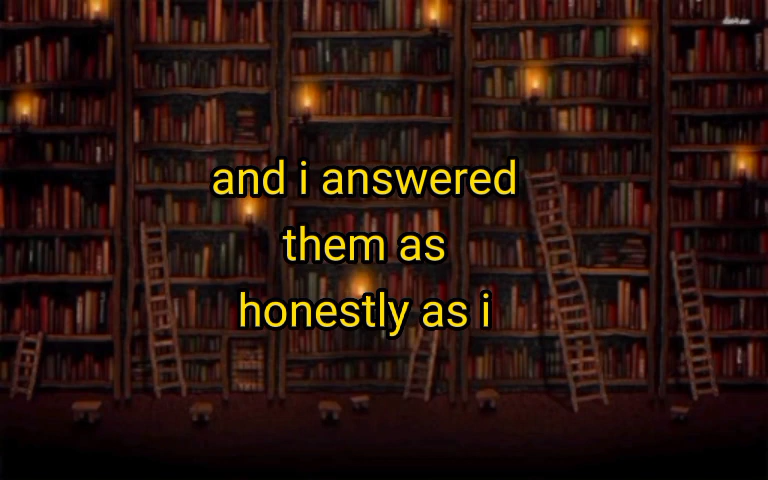 and i answered
them as
honestly as i